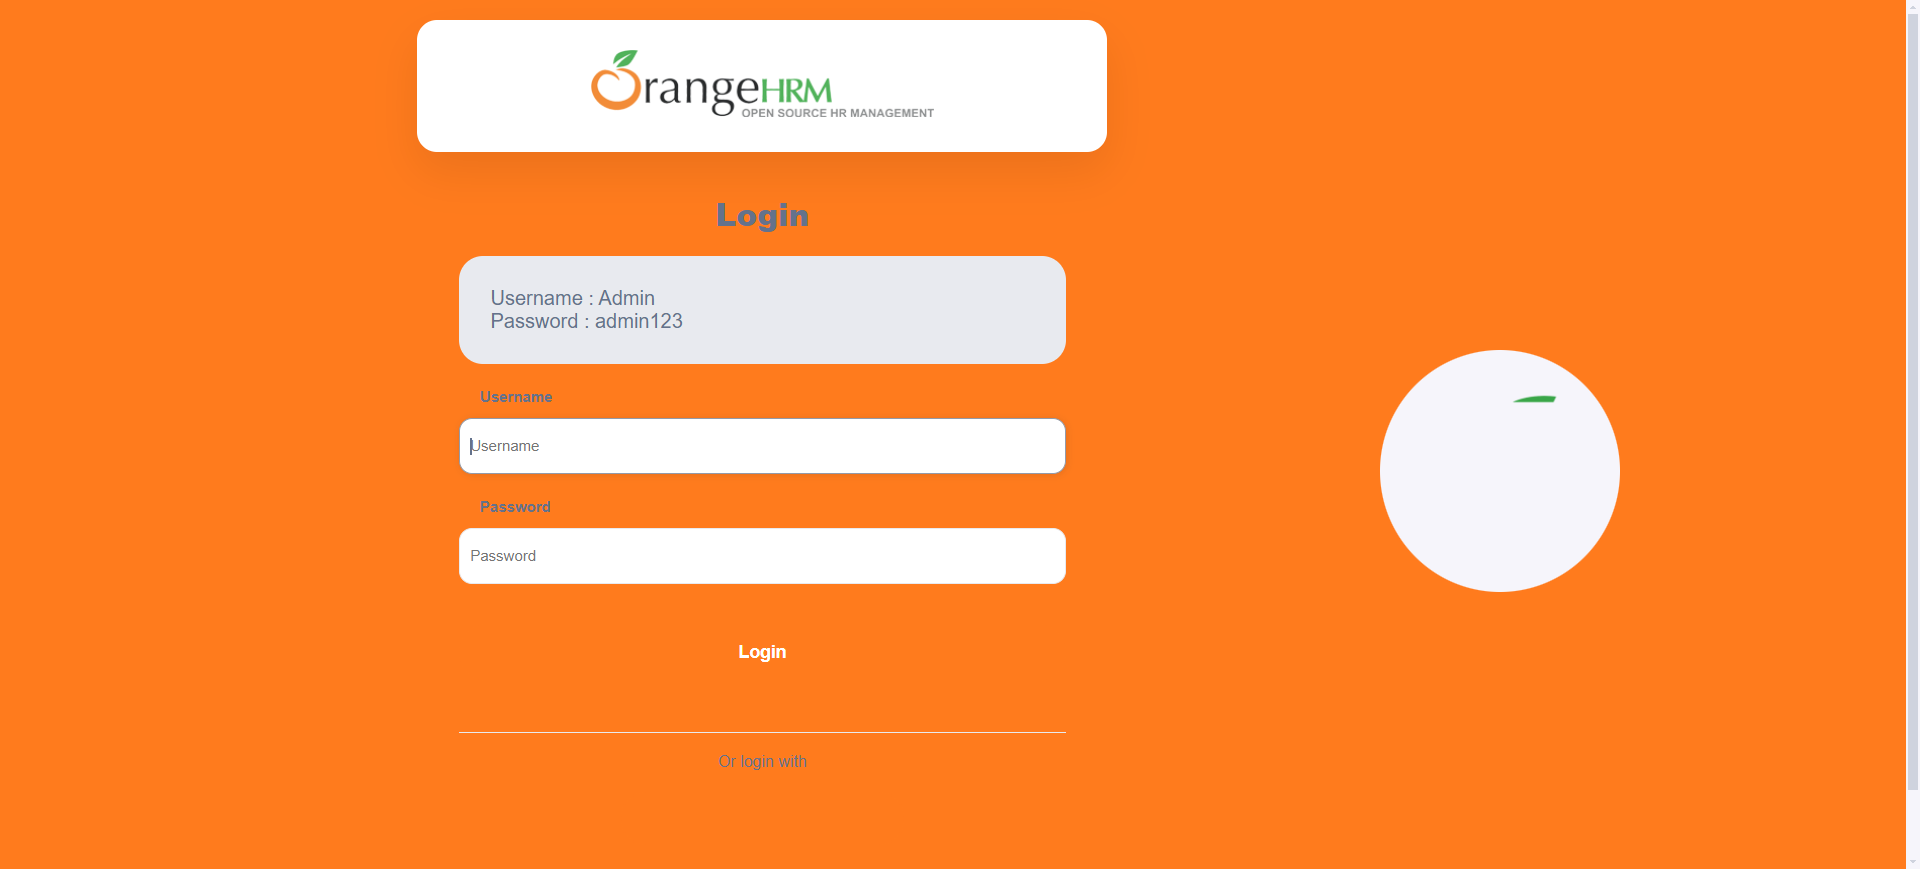 OrangeHRM
OPEN SOURCE HR MANAGEMENT
Login
Username : Admin
Password : admin123
Username
Username
Password
Password
Login
Or login with